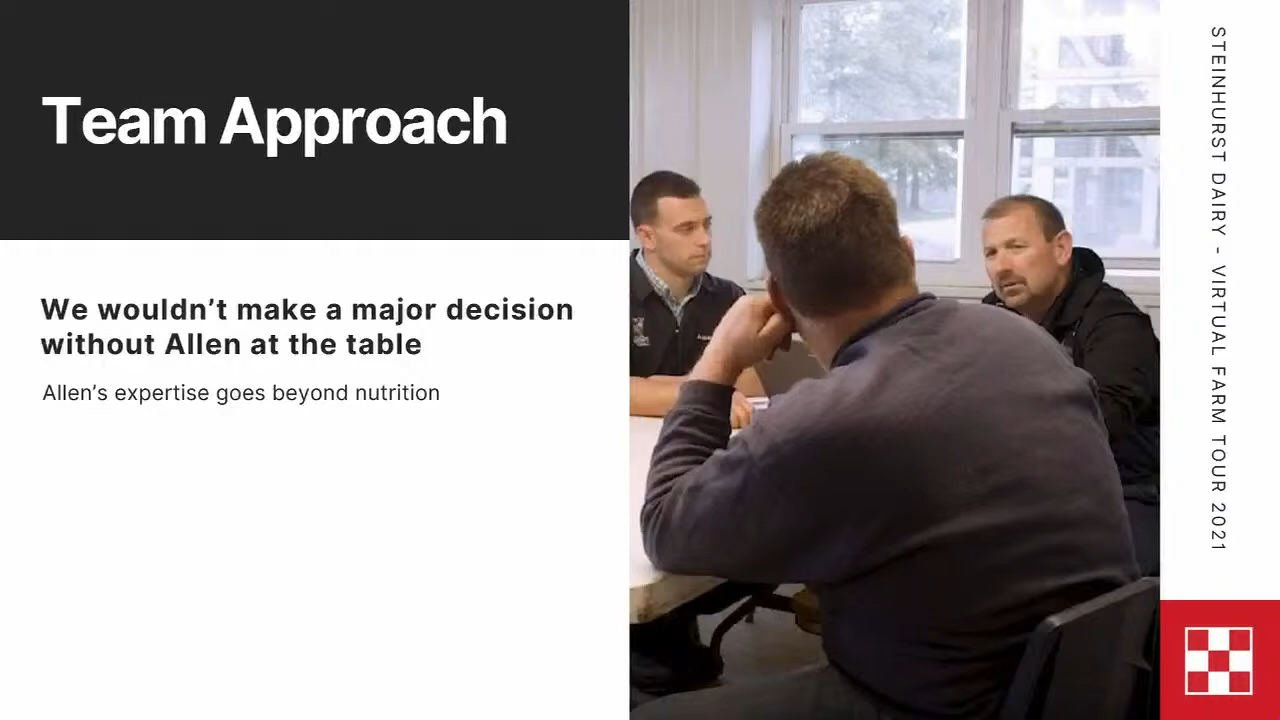 Team Approach
We wouldn’t make a major decision
without Allen at the table
Allen’s expertise goes beyond nutrition
STEINHURST DAIRY - VIRTUAL FARM TOUR 2021